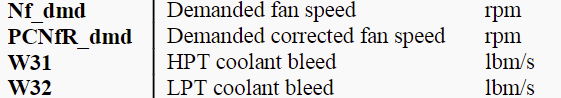 Nf_dmd Demanded fan speed rpm
PCNfR_dmd Demanded corrected fan speed rpm
W31 HPT coolant bleed lbm/s
W32 LPT coolant bleed lbm/s